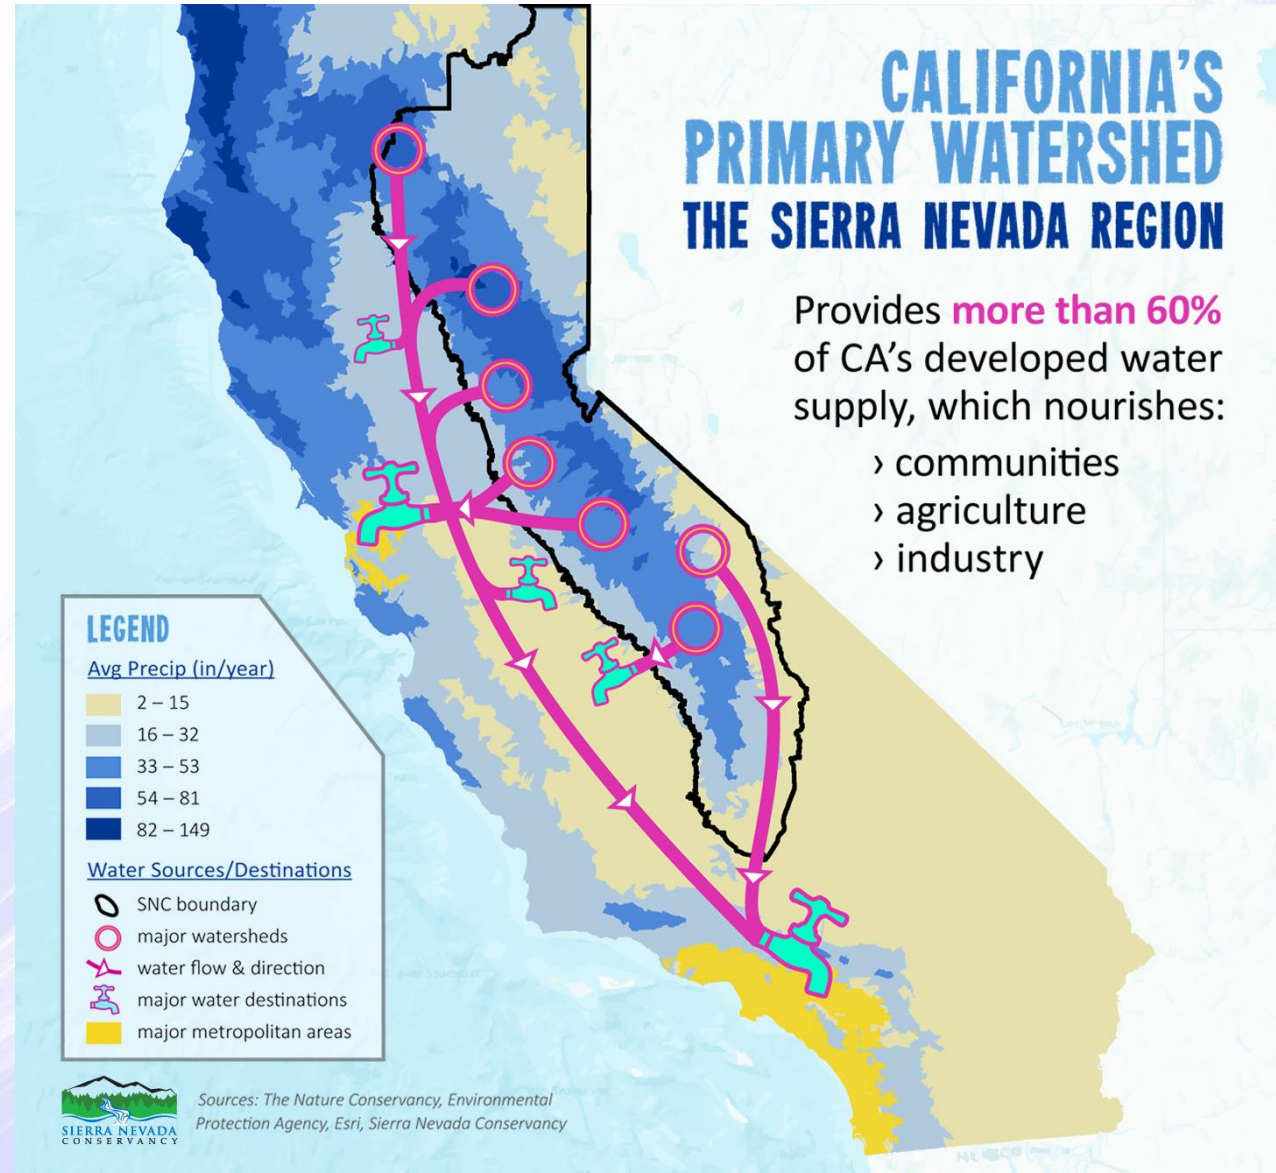 CALIFORNIA'S
PRIMARY WATERSHED
THE SIERRA NEVADA REGION
Provides more than 60%
of CA's developed water
supply, which nourishes:
› communities
› agriculture
› industry
LEGEND
Avg Precip (in/year)
2 – 15
16 – 32
33 – 53
54 – 81
82 – 149
Water Sources/Destinations
SNC boundary
major watersheds
water flow & direction
major water destinations
major metropolitan areas
SIERRA NEVADA
CONSERVANCY
Sources: The Nature Conservancy, Environmental
Protection Agency, Esri, Sierra Nevada Conservancy